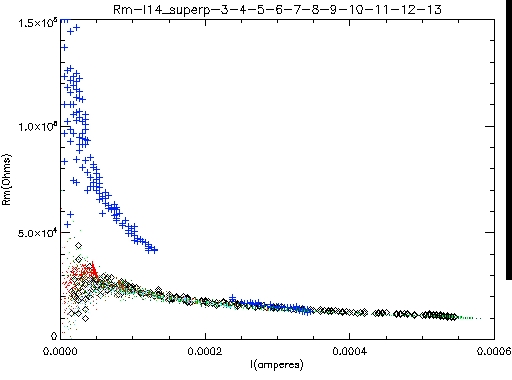 Rm-I14_superp-3-4-5-6-7-8-9-10-11-12-13
1.5×10⁵
1.0×10⁵
5.0×10⁴
0
Rm(Ohms)
0.0000 0.0002 0.0004 0.0006
I(amperes)